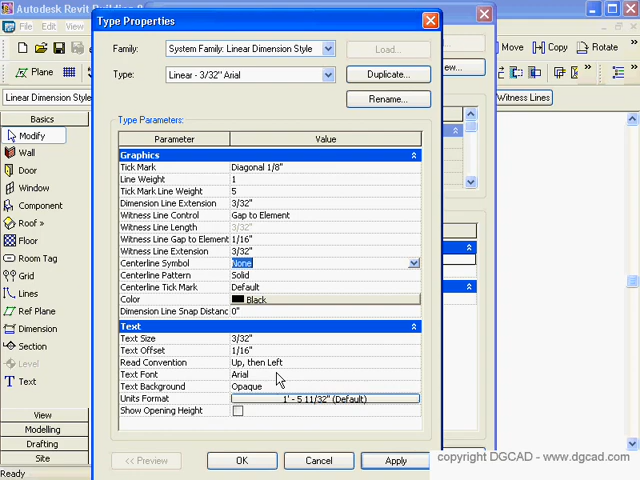 Autodesk Revit Building 8
Type Properties
File Edit
Family: System Family: Linear Dimension Style Load...
Move Copy Rotate
Plane
Type: Linear - 3/32" Arial Duplicate...
Linear Dimension Style
Rename...
Witness Lines
Basics
Type Parameters:
Modify
Parameter Value
Wall
Graphics
Door
Tick Mark Diagonal 1/8"
Line Weight 1
Window
Tick Mark Line Weight 5
Component
Dimension Line Extension 3/32"
Witness Line Control Gap to Element
Roof »
Witness Line Length 3/32"
Floor
Witness Line Gap to Element 1/16"
Witness Line Extension 3/32"
Room Tag
Centerline Symbol None
Grid
Centerline Pattern Solid
Centerline Tick Mark Default
Lines
Color Black
Ref Plane
Dimension Line Snap Distanc 0"
Dimension
Text
Section
Text Size 3/32"
Text Offset 1/16"
Level
Read Convention Up, then Left
Text
Text Font Arial
Text Background Opaque
Units Format 1' - 5 11/32" (Default)
Show Opening Height
View
Modelling
Drafting
Site
<< Preview OK Cancel Apply
copyright DGCAD - www.dgcad.com
Ready